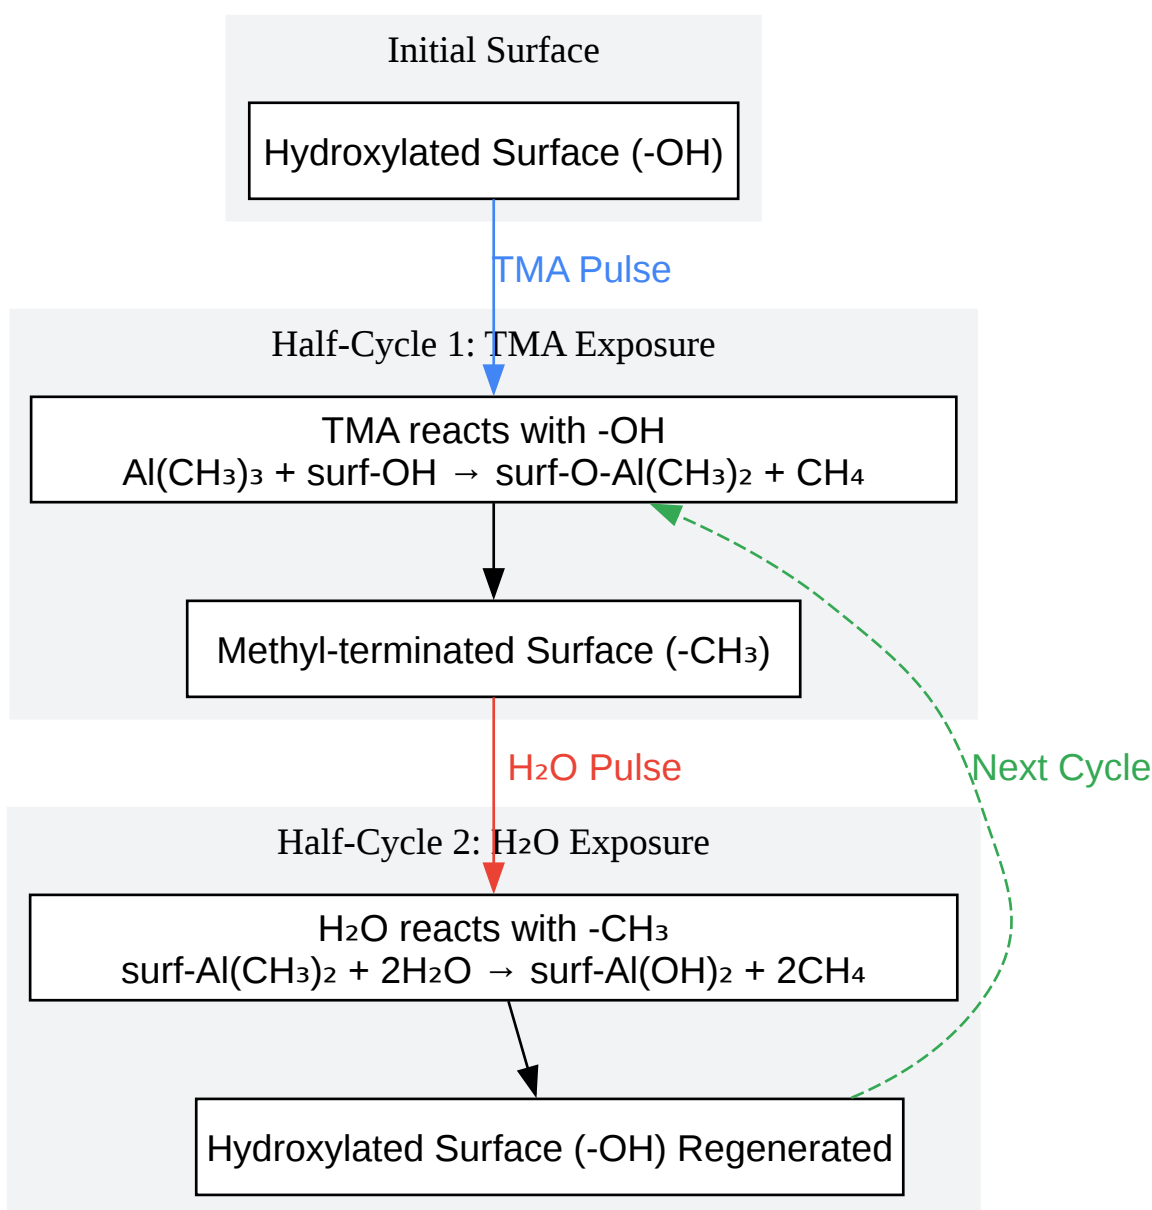 Initial Surface
Hydroxylated Surface (-OH)
TMA Pulse
Half-Cycle 1: TMA Exposure
TMA reacts with -OH
Al(CH₃)₃ + surf-OH → surf-O-Al(CH₃)₂ + CH₄
Methyl-terminated Surface (-CH₃)
H₂O Pulse
Next Cycle
Half-Cycle 2: H₂O Exposure
H₂O reacts with -CH₃
surf-Al(CH₃)₂ + 2H₂O → surf-Al(OH)₂ + 2CH₄
Hydroxylated Surface (-OH) Regenerated